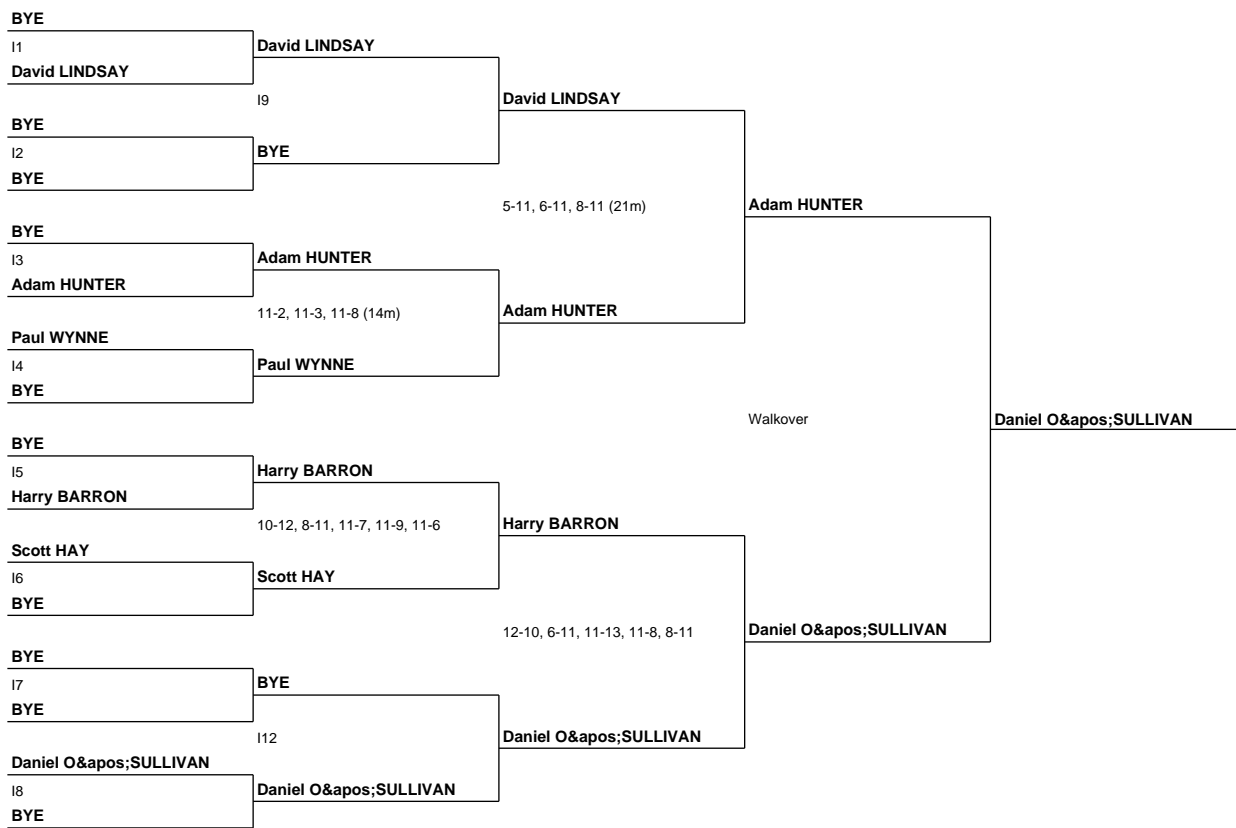 BYE
I1
David LINDSAY
David LINDSAY
I9
David LINDSAY
BYE
I2
BYE
BYE
5-11, 6-11, 8-11 (21m)
Adam HUNTER
BYE
I3
Adam HUNTER
Adam HUNTER
11-2, 11-3, 11-8 (14m)
Adam HUNTER
Paul WYNNE
I4
BYE
Paul WYNNE
Walkover
Daniel O&apos;SULLIVAN
BYE
I5
Harry BARRON
Harry BARRON
10-12, 8-11, 11-7, 11-9, 11-6
Harry BARRON
Scott HAY
I6
BYE
Scott HAY
12-10, 6-11, 11-13, 11-8, 8-11
Daniel O&apos;SULLIVAN
BYE
I7
BYE
BYE
I12
Daniel O&apos;SULLIVAN
Daniel O&apos;SULLIVAN
I8
BYE
Daniel O&apos;SULLIVAN